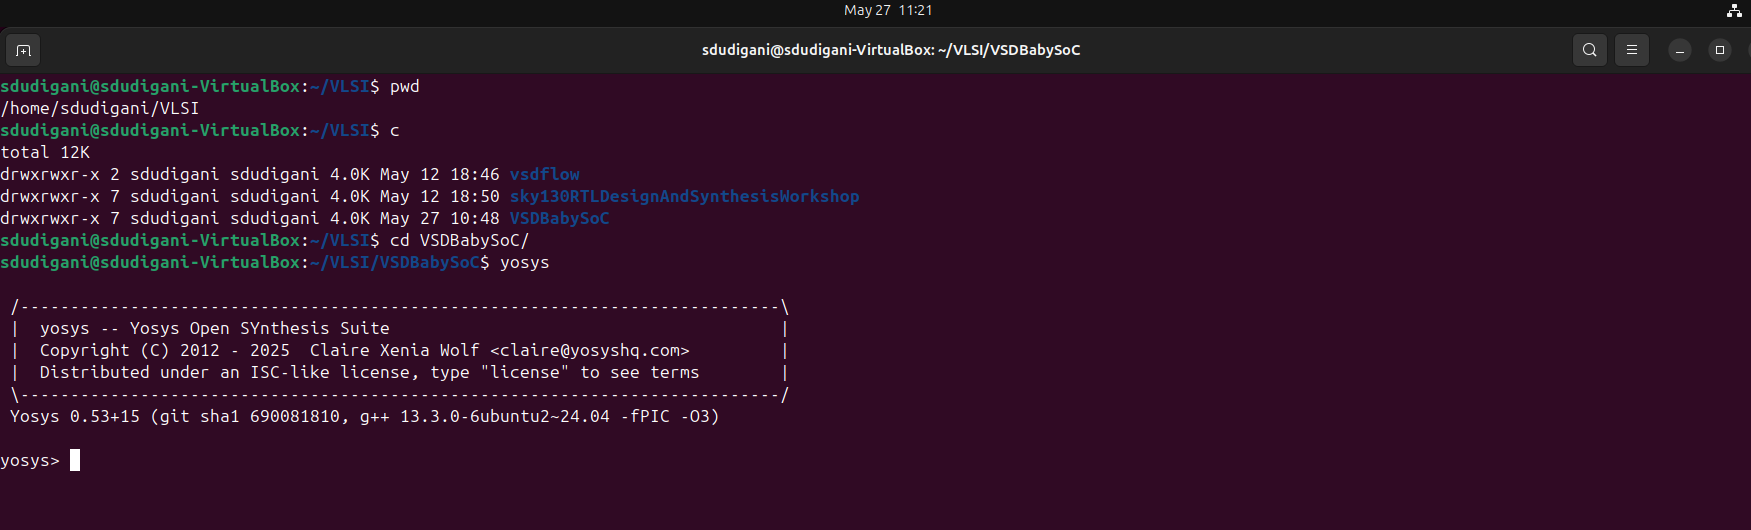 May 27 11:21
sdudigani@sdudigani-VirtualBox: ~/VLSI/VSDBabySoC
sdudigani@sdudigani-VirtualBox:~/VLSI$ pwd
/home/sdudigani/VLSI
sdudigani@sdudigani-VirtualBox:~/VLSI$ c
total 12K
drwxrwxr-x 2 sdudigani sdudigani 4.0K May 12 18:46 vsdflow
drwxrwxr-x 7 sdudigani sdudigani 4.0K May 12 18:50 sky130RTLDesignAndSynthesisWorkshop
drwxrwxr-x 7 sdudigani sdudigani 4.0K May 27 10:48 VSDBabySoC
sdudigani@sdudigani-VirtualBox:~/VLSI$ cd VSDBabySoC/
sdudigani@sdudigani-VirtualBox:~/VLSI/VSDBabySoC$ yosys
/----------------------------------------------------------------------------\
|  yosys -- Yosys Open SYnthesis Suite                                       |
|  Copyright (C) 2012 - 2025  Claire Xenia Wolf <claire@yosyshq.com>         |
|  Distributed under an ISC-like license, type "license" to see terms        |
\----------------------------------------------------------------------------/
Yosys 0.53+15 (git sha1 690081810, g++ 13.3.0-6ubuntu2~24.04 -fPIC -O3)
yosys>